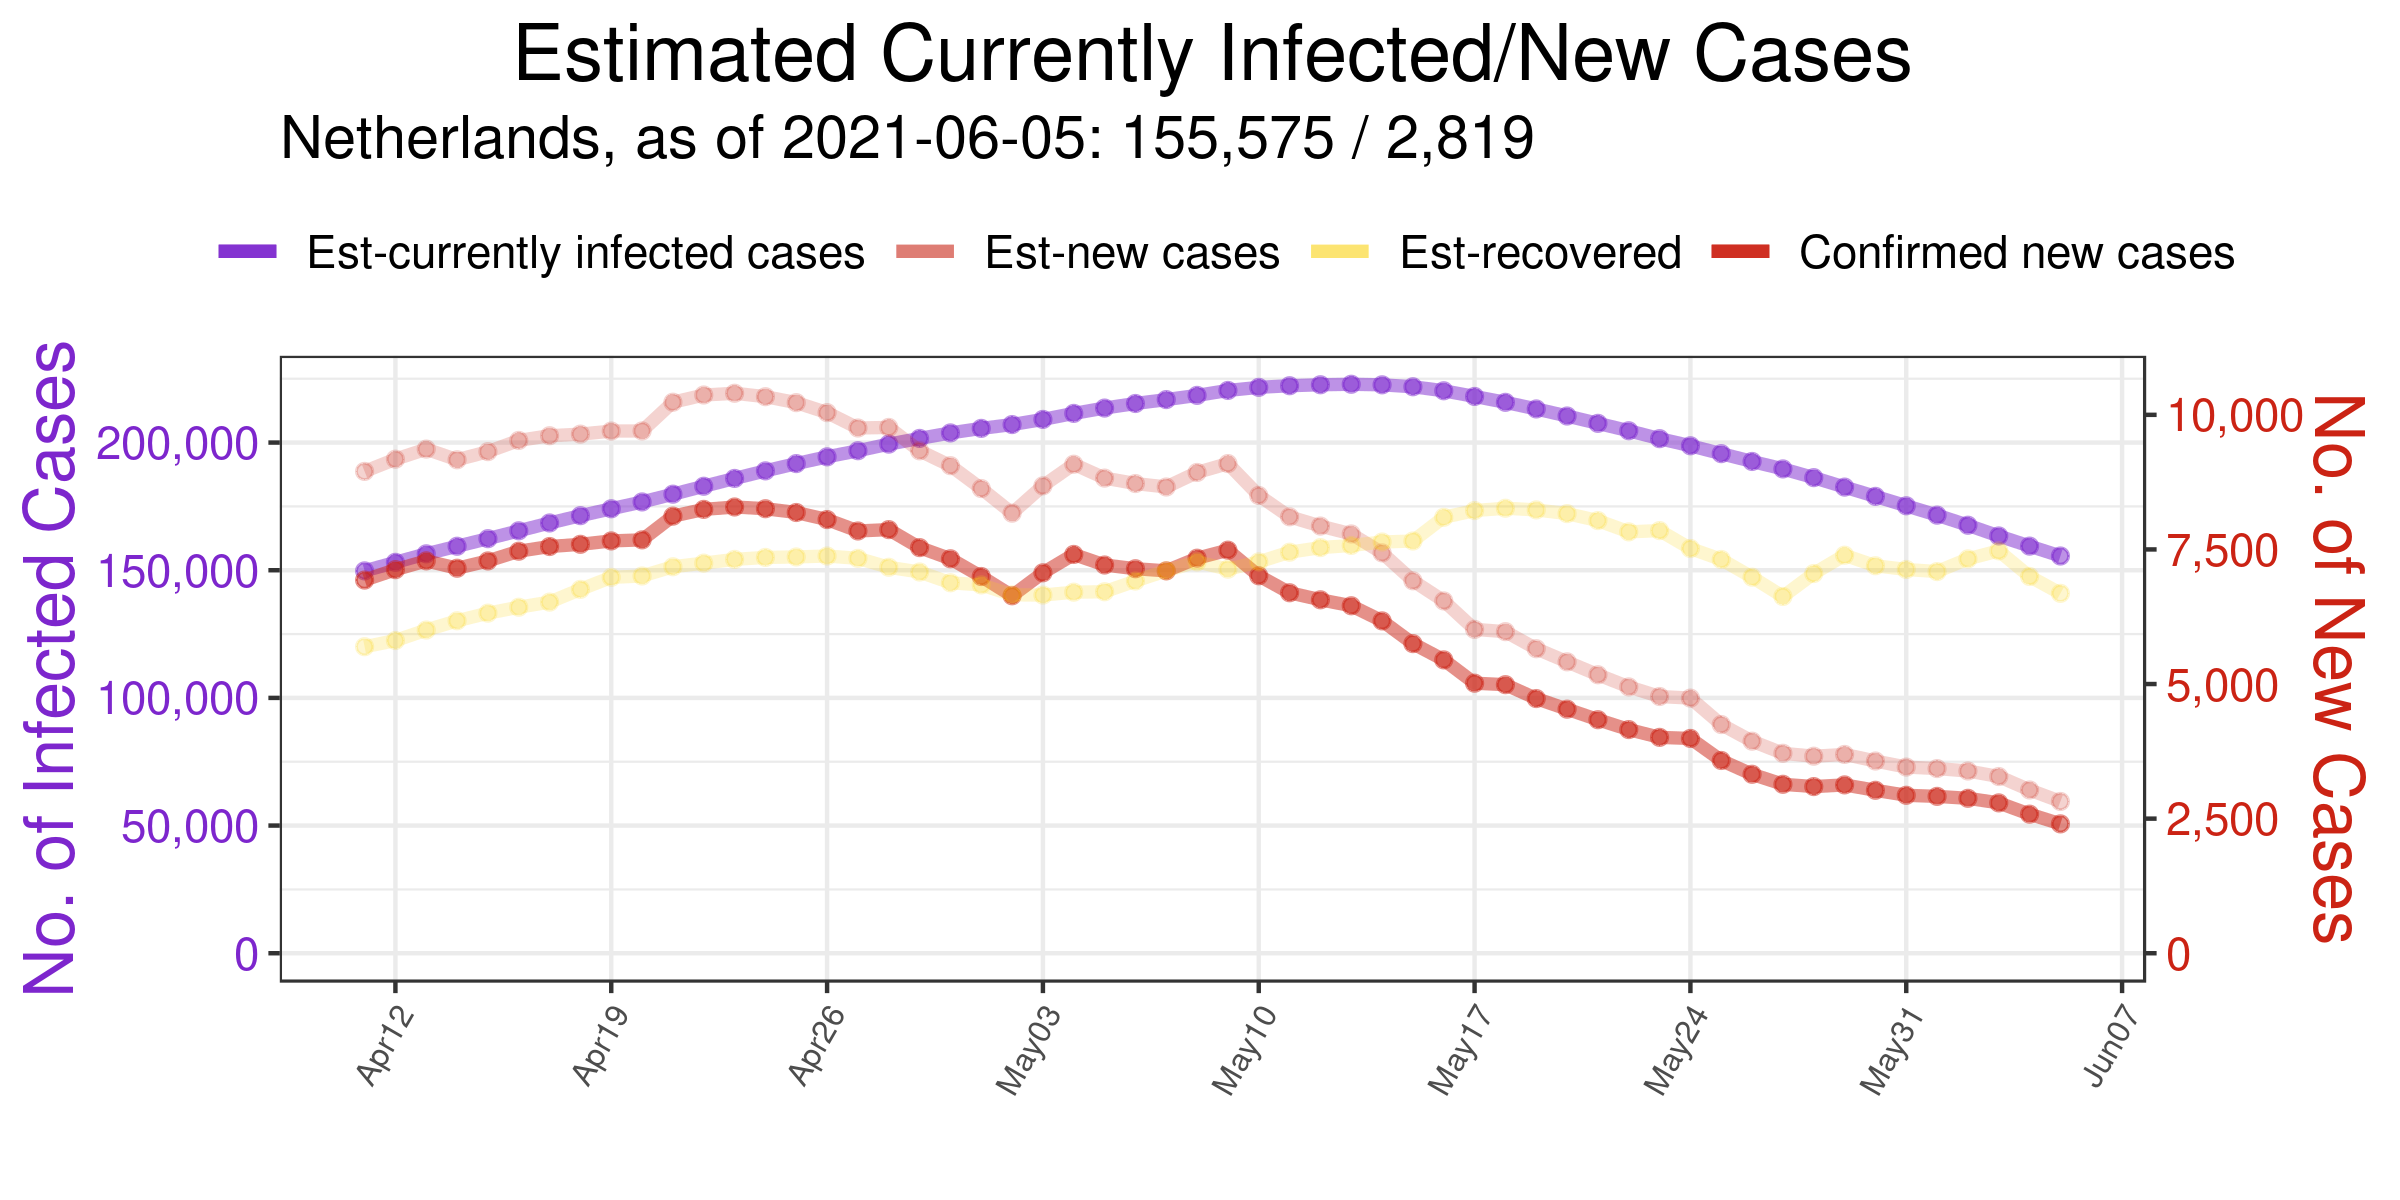 Estimated Currently Infected/New Cases
Netherlands, as of 2021-06-05: 155,575 / 2,819
Est-currently infected cases Est-new cases Est-recovered Confirmed new cases
No. of Infected Cases
200,000
150,000
100,000
50,000
0
10,000
7,500
5,000
2,500
0
No. of New Cases
Apr12 Apr19 Apr26 May03 May10 May17 May24 May31 Jun07